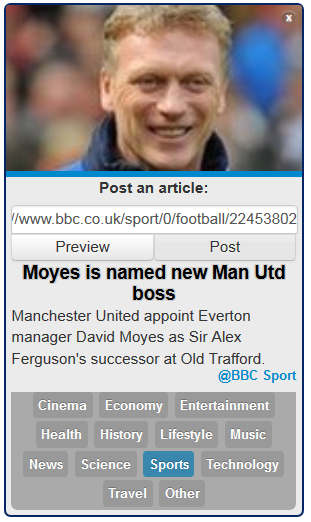 x
Post an article:
//www.bbc.co.uk/sport/0/football/22453802
Preview Post
Moyes is named new Man Utd
boss
Manchester United appoint Everton
manager David Moyes as Sir Alex
Ferguson's successor at Old Trafford.
@BBC Sport
Cinema Economy Entertainment
Health History Lifestyle Music
News Science Sports Technology
Travel Other